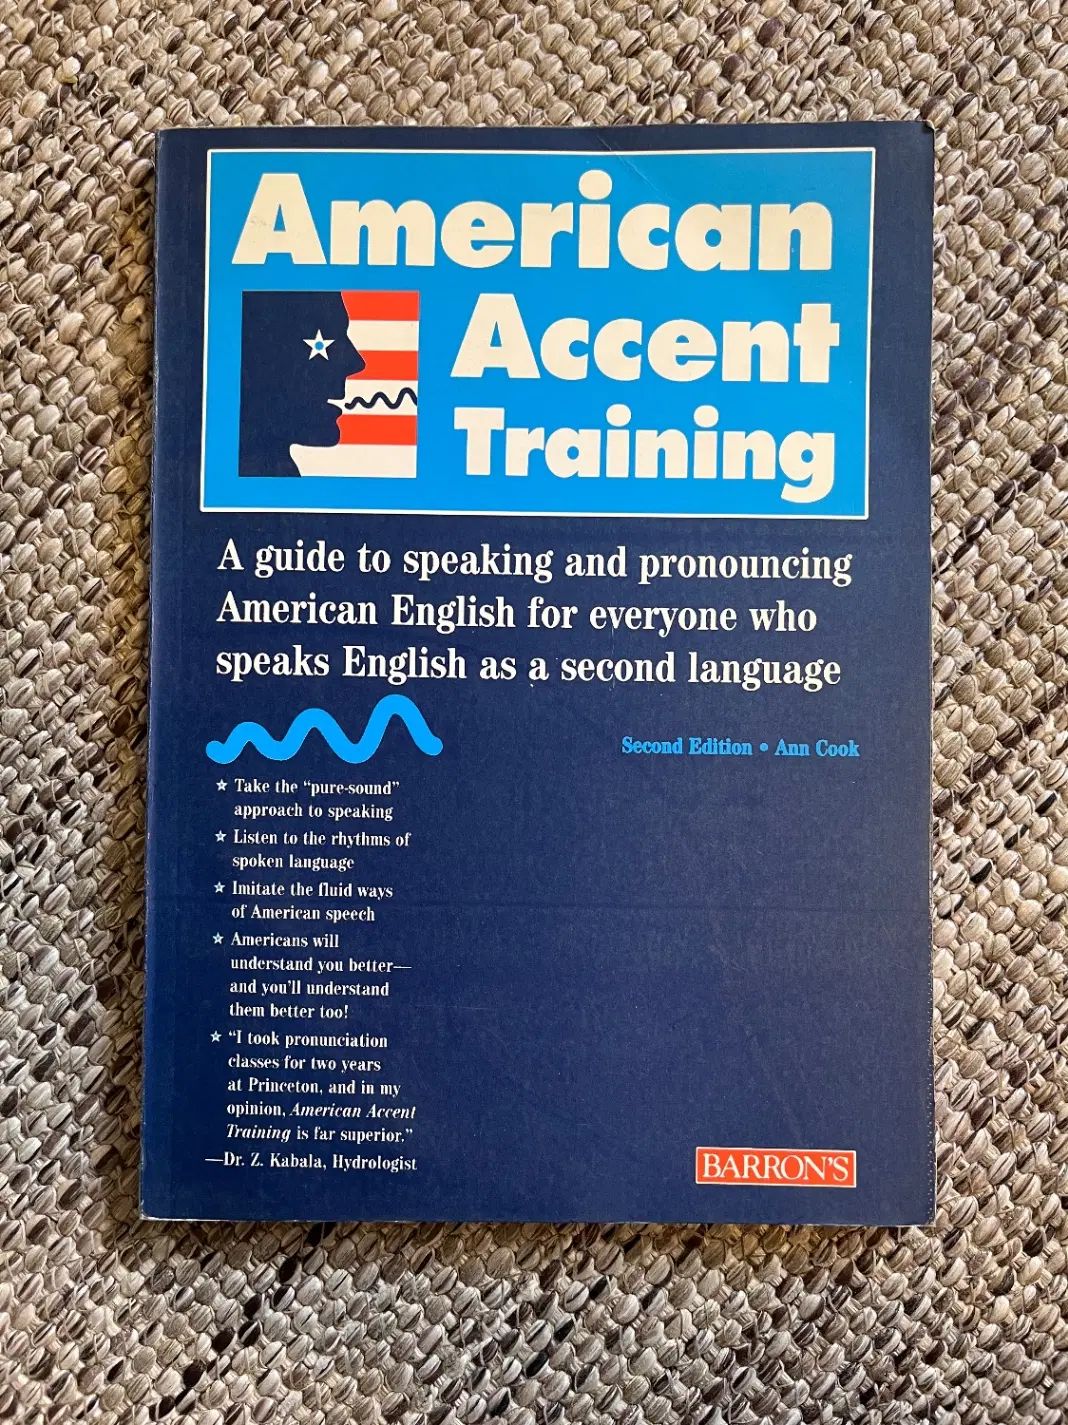 American
Accent
Training
A guide to speaking and pronouncing
American English for everyone who
speaks English as a second language
Second Edition • Ann Cook
☆ Take the “pure-sound”
approach to speaking
☆ Listen to the rhythms of
spoken language
☆ Imitate the fluid ways
of American speech
☆ Americans will
understand you better—
and you’ll understand
them better too!
☆ “I took pronunciation
classes for two years
at Princeton, and in my
opinion, American Accent
Training is far superior.”
—Dr. Z. Kabala, Hydrologist
BARRON’S